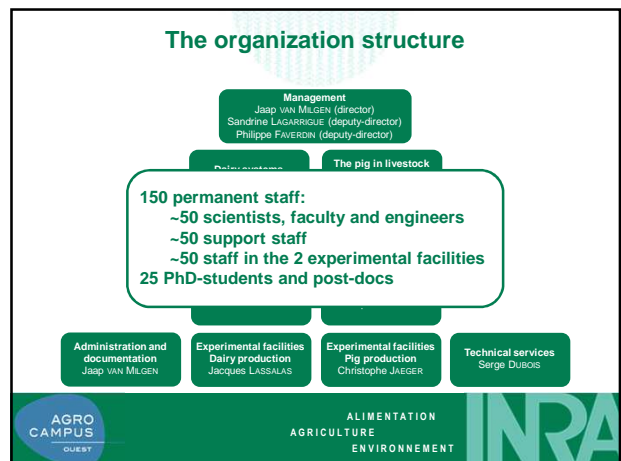 The organization structure
Management
Jaap VAN MILGEN (director)
Sandrine LAGARRIGUE (deputy-director)
Philippe FAVERDIN (deputy-director)
Dairy systems
The pig in livestock
150 permanent staff:
~50 scientists, faculty and engineers
~50 support staff
~50 staff in the 2 experimental facilities
25 PhD-students and post-docs
Administration and
documentation
Jaap VAN MILGEN
Experimental facilities
Dairy production
Jacques LASSALAS
Experimental facilities
Pig production
Christophe JAEGER
Technical services
Serge DUBOIS
AGRO
CAMPUS
OUEST
ALIMENTATION
AGRICULTURE
ENVIRONNEMENT
INRA